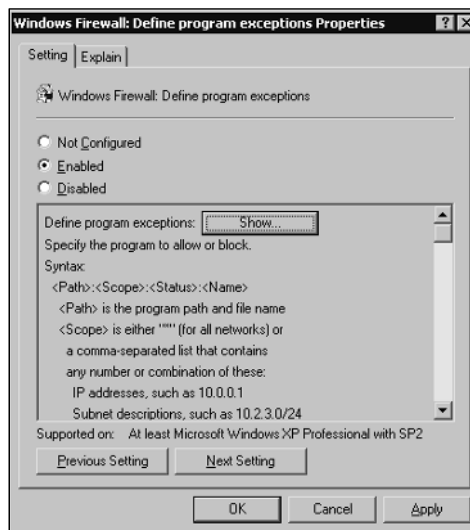 Windows Firewall: Define program exceptions Properties
Setting Explain
Windows Firewall: Define program exceptions
Not Configured
Enabled
Disabled
Define program exceptions: Show...
Specify the program to allow or block.
Syntax:
<Path>:<Scope>:<Status>:<Name>
<Path> is the program path and file name
<Scope> is either "*" (for all networks) or
a comma-separated list that contains
any number or combination of these:
IP addresses, such as 10.0.0.1
Subnet descriptions, such as 10.2.3.0/24
Supported on: At least Microsoft Windows XP Professional with SP2
Previous Setting Next Setting
OK Cancel Apply